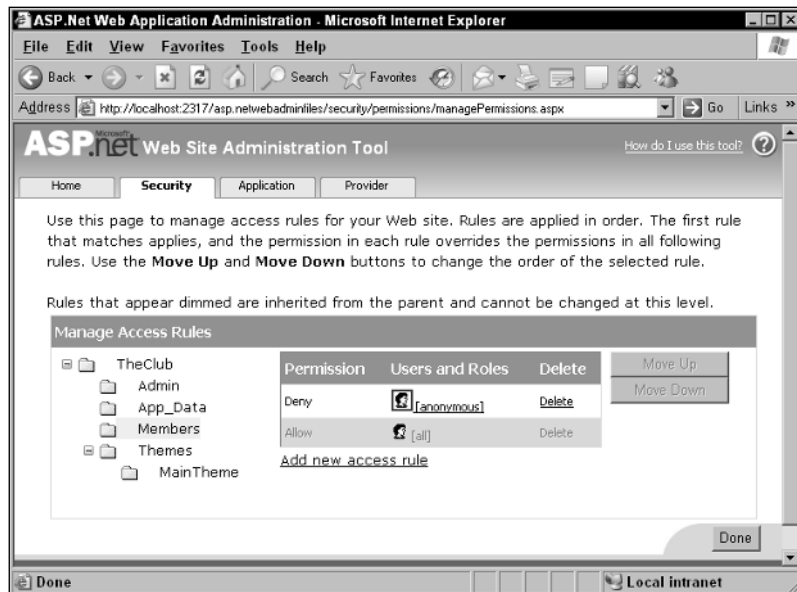 ASP.Net Web Application Administration - Microsoft Internet Explorer
File Edit View Favorites Tools Help
Back Search Favorites
Address http://localhost:2317/asp.netwebadminfiles/security/permissions/managePermissions.aspx Go Links »
Microsoft
ASP.net Web Site Administration Tool How do I use this tool? ?
Home Security Application Provider
Use this page to manage access rules for your Web site. Rules are applied in order. The first rule
that matches applies, and the permission in each rule overrides the permissions in all following
rules. Use the Move Up and Move Down buttons to change the order of the selected rule.
Rules that appear dimmed are inherited from the parent and cannot be changed at this level.
Manage Access Rules
TheClub
Admin
App_Data
Members
Themes
MainTheme
Permission Users and Roles Delete
Deny [anonymous] Delete
Allow [all] Delete
Add new access rule
Move Up
Move Down
Done
Done Local intranet